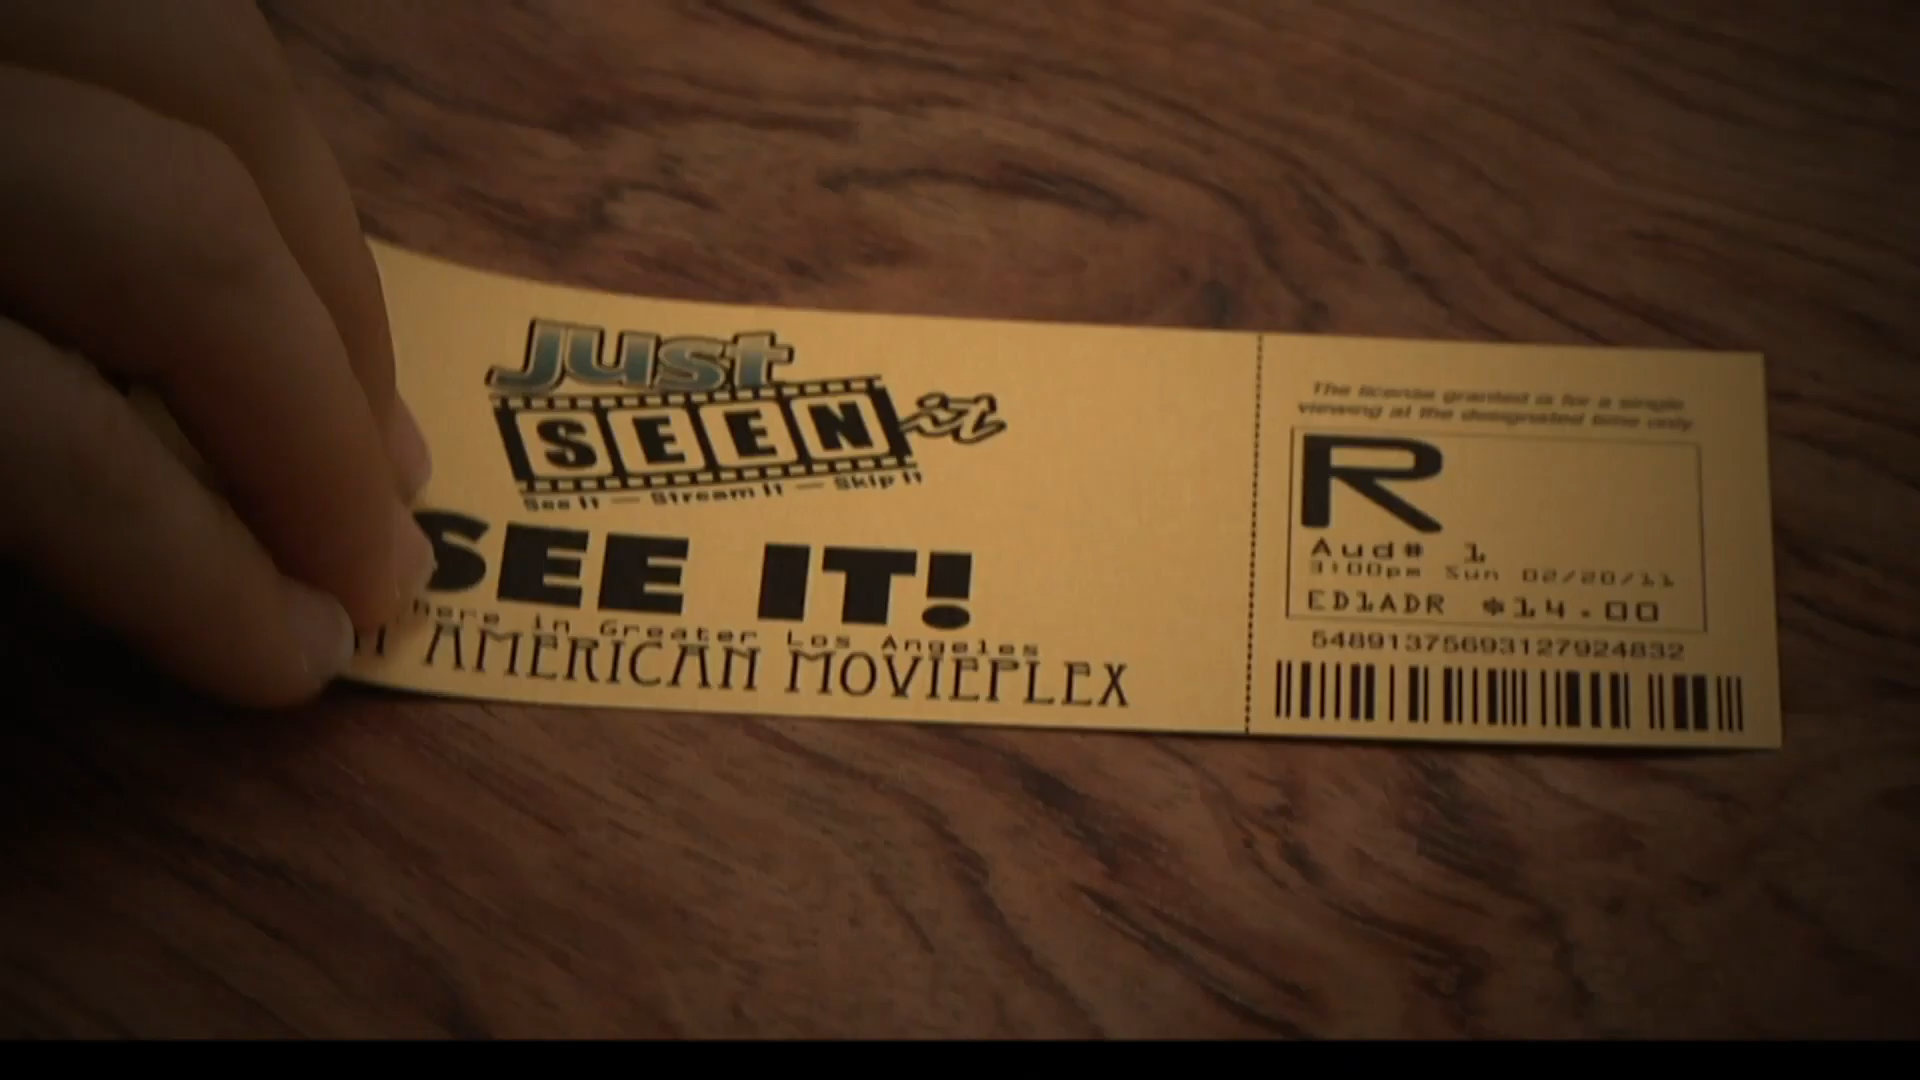 Just
SEEN it
See It — Stream It — Skip It
SEE IT!
here in Greater Los Angeles
AMERICAN MOVIEPLEX
The license granted is for a single
viewing at the designated time only.
R
Aud# 1
3:00pm Sun 02/20/11
ED1ADR $14.00
54891375693127924832